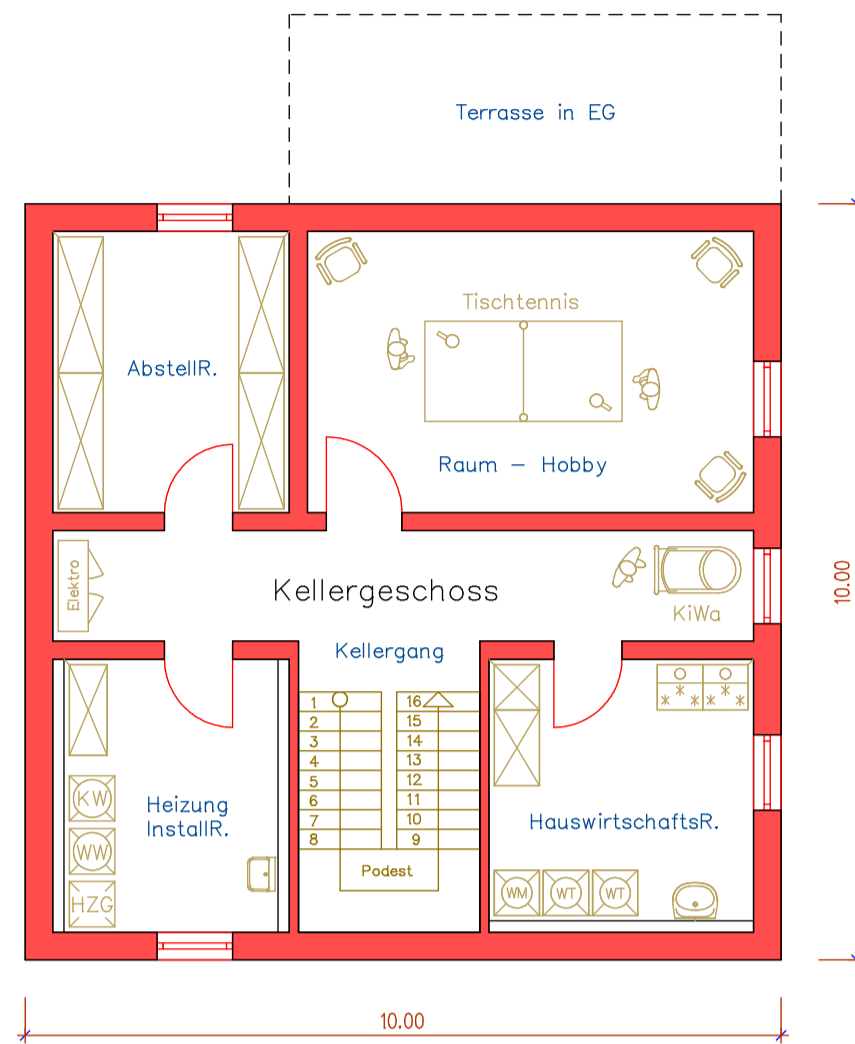 Terrasse in EG
Tischtennis
AbstellR.
Raum – Hobby
Elektro
Kellergeschoss
KiWa
10.00
Kellergang
1
2
3
4
5
6
7
8
16
15
14
13
12
11
10
9
Podest
KW
WW
HZG
Heizung
InstallR.
HauswirtschaftsR.
WM
WT
WT
10.00